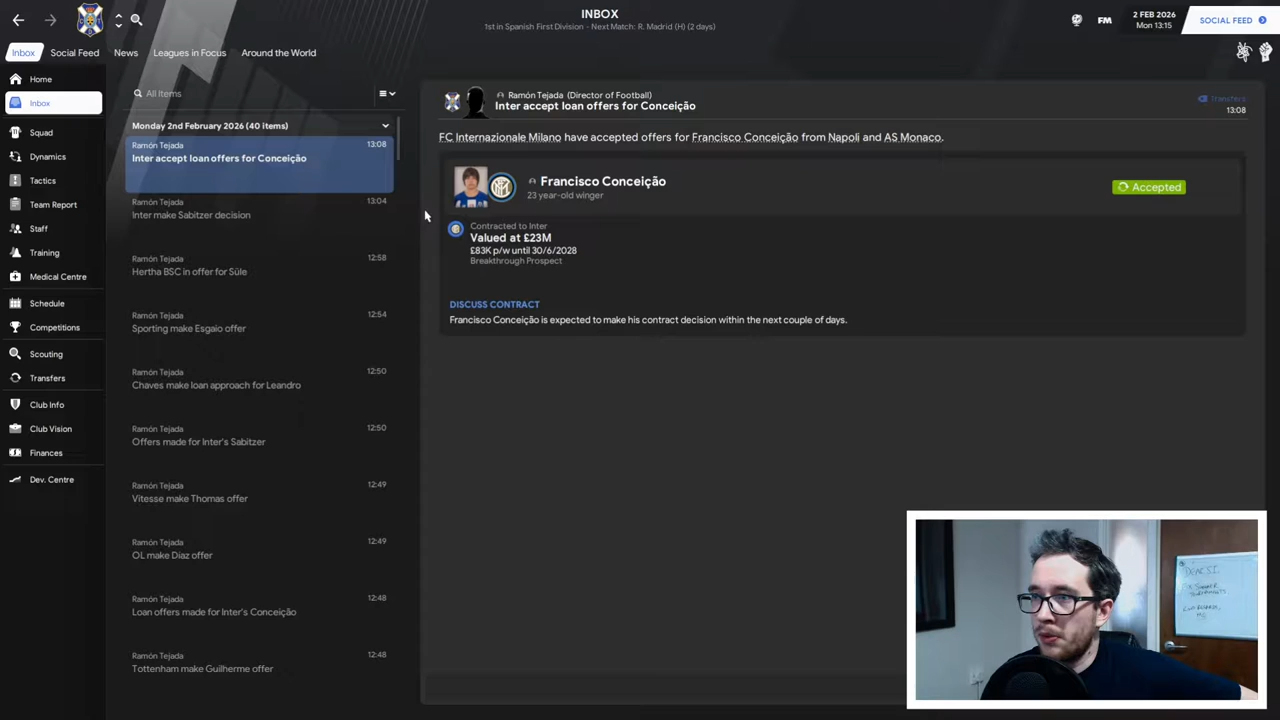 INBOX
1st in Spanish First Division - Next Match: R. Madrid (H) (2 days)
FM
2 FEB 2026
Mon 13:15
SOCIAL FEED
Inbox
Social Feed
News
Leagues in Focus
Around the World
Home
Inbox
Squad
Dynamics
Tactics
Team Report
Staff
Training
Medical Centre
Schedule
Competitions
Scouting
Transfers
Club Info
Club Vision
Finances
Dev. Centre
All Items
Monday 2nd February 2026 (40 items)
Ramón Tejada 13:08
Inter accept loan offers for Conceição
Ramón Tejada 13:04
Inter make Sabitzer decision
Ramón Tejada 12:58
Hertha BSC in offer for Süle
Ramón Tejada 12:54
Sporting make Esgaio offer
Ramón Tejada 12:50
Chaves make loan approach for Leandro
Ramón Tejada 12:50
Offers made for Inter's Sabitzer
Ramón Tejada 12:49
Vitesse make Thomas offer
Ramón Tejada 12:49
OL make Díaz offer
Ramón Tejada 12:48
Loan offers made for Inter's Conceição
Ramón Tejada 12:48
Tottenham make Guilherme offer
Ramón Tejada (Director of Football)
Inter accept loan offers for Conceição
Transfers
13:08
FC Internazionale Milano have accepted offers for Francisco Conceição from Napoli and AS Monaco.
Francisco Conceição
23 year-old winger
Accepted
Contracted to Inter
Valued at £23M
£83K p/w until 30/6/2028
Breakthrough Prospect
DISCUSS CONTRACT
Francisco Conceição is expected to make his contract decision within the next couple of days.
DEAR S.I.